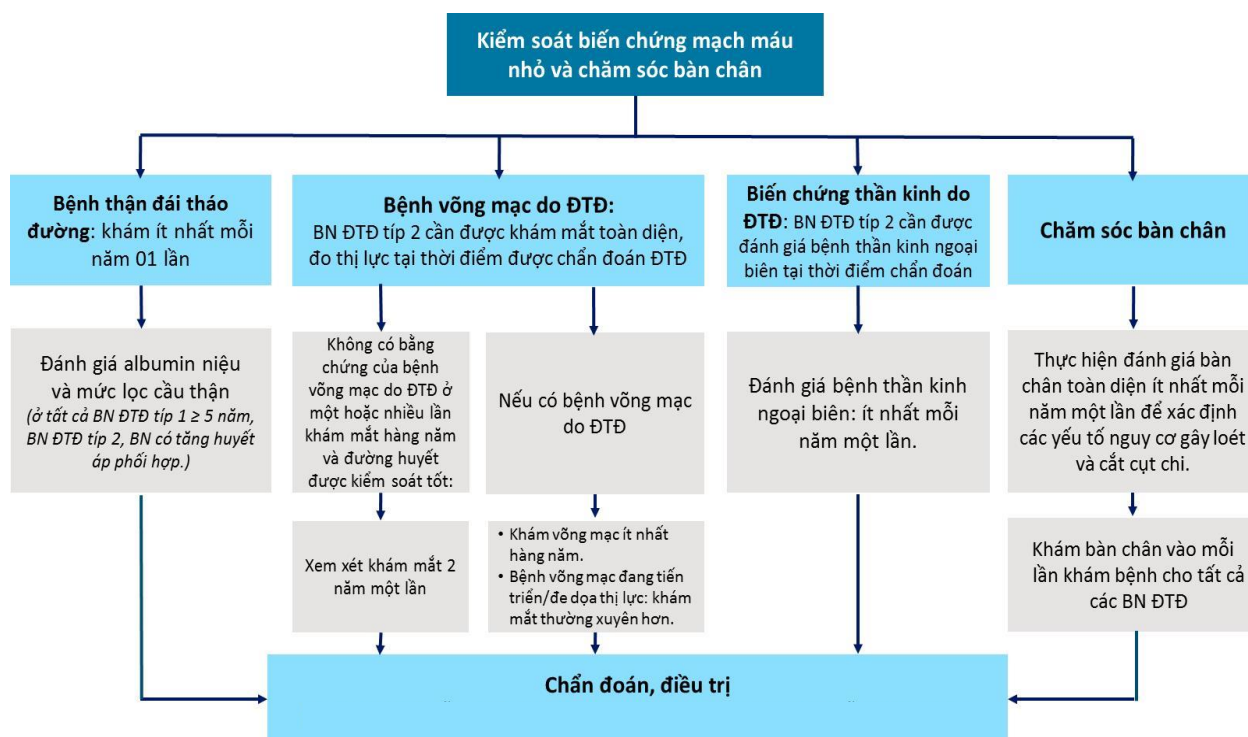 Kiểm soát biến chứng mạch máu
nhỏ và chăm sóc bàn chân
Bệnh thận đái tháo
đường: khám ít nhất mỗi
năm 01 lần
Bệnh võng mạc do ĐTĐ:
BN ĐTĐ típ 2 cần được khám mắt toàn diện,
đo thị lực tại thời điểm được chẩn đoán ĐTĐ
Biến chứng thần kinh do
ĐTĐ: BN ĐTĐ típ 2 cần được
đánh giá bệnh thần kinh ngoại
biên tại thời điểm chẩn đoán
Chăm sóc bàn chân
Đánh giá albumin niệu
và mức lọc cầu thận
(ở tất cả BN ĐTĐ típ 1 ≥ 5 năm,
BN ĐTĐ típ 2, BN có tăng huyết
áp phối hợp.)
Không có bằng
chứng của bệnh
võng mạc do ĐTĐ ở
một hoặc nhiều lần
khám mắt hàng năm
và đường huyết
được kiểm soát tốt:
Nếu có bệnh võng mạc
do ĐTĐ
Đánh giá bệnh thần kinh
ngoại biên: ít nhất mỗi
năm một lần.
Thực hiện đánh giá bàn
chân toàn diện ít nhất mỗi
năm một lần để xác định
các yếu tố nguy cơ gây loét
và cắt cụt chi.
Xem xét khám mắt 2
năm một lần
• Khám võng mạc ít nhất
hàng năm.
• Bệnh võng mạc đang tiến
triển/đe dọa thị lực: khám
mắt thường xuyên hơn.
Khám bàn chân vào mỗi
lần khám bệnh cho tất cả
các BN ĐTĐ
Chẩn đoán, điều trị